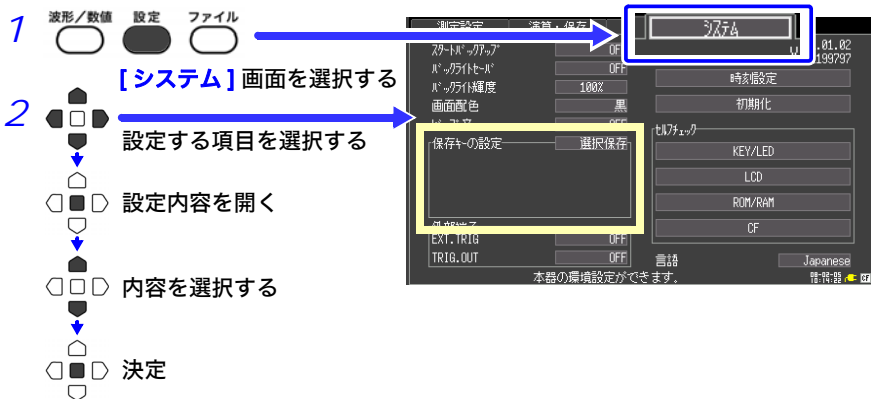 1
波形/数値 設定 ファイル
[システム]画面を選択する
2
設定する項目を選択する
設定内容を開く
内容を選択する
決定
測定設定 演算・保存 システム
.01.02
199797
スタートバックアップ OFF
バックライトセーバ OFF
バックライト輝度 100%
画面配色 黒
保存キーの設定 選択保存
EXT.TRIG OFF
TRIG.OUT OFF
時刻設定
初期化
セルフチェック
KEY/LED
LCD
ROM/RAM
CF
言語 Japanese
本器の環境設定ができます.